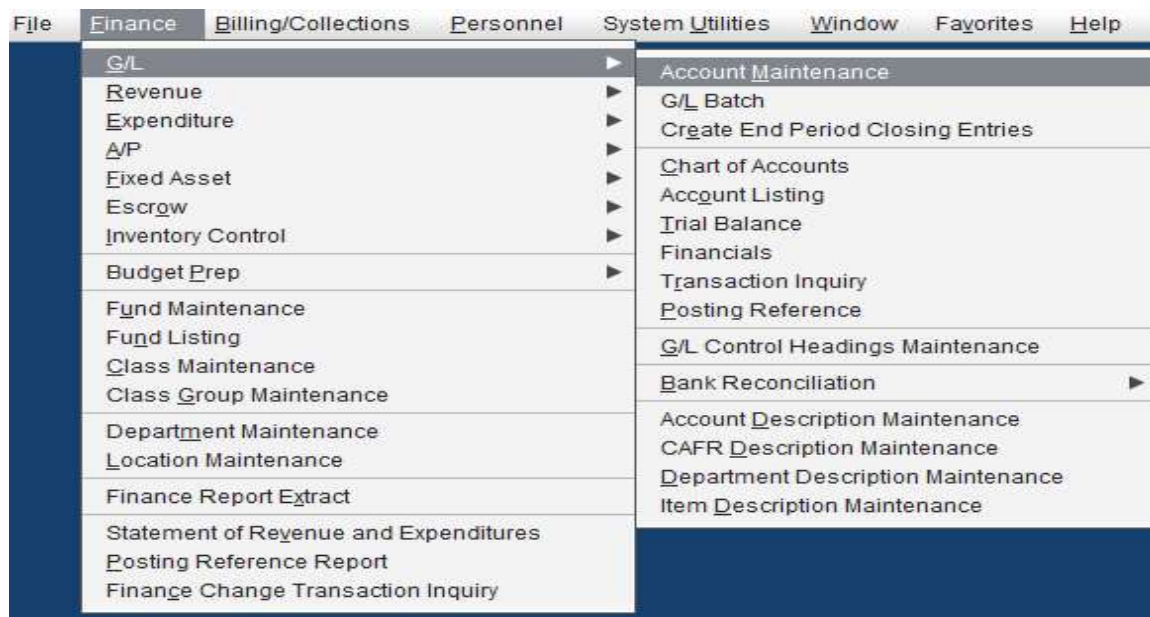 File Finance Billing/Collections Personnel System Utilities Window Favorites Help
G/L
Revenue
Expenditure
A/P
Fixed Asset
Escrow
Inventory Control
Budget Prep
Fund Maintenance
Fund Listing
Class Maintenance
Class Group Maintenance
Department Maintenance
Location Maintenance
Finance Report Extract
Statement of Revenue and Expenditures
Posting Reference Report
Finance Change Transaction Inquiry
Account Maintenance
G/L Batch
Create End Period Closing Entries
Chart of Accounts
Account Listing
Trial Balance
Financials
Transaction Inquiry
Posting Reference
G/L Control Headings Maintenance
Bank Reconciliation
Account Description Maintenance
CAFR Description Maintenance
Department Description Maintenance
Item Description Maintenance